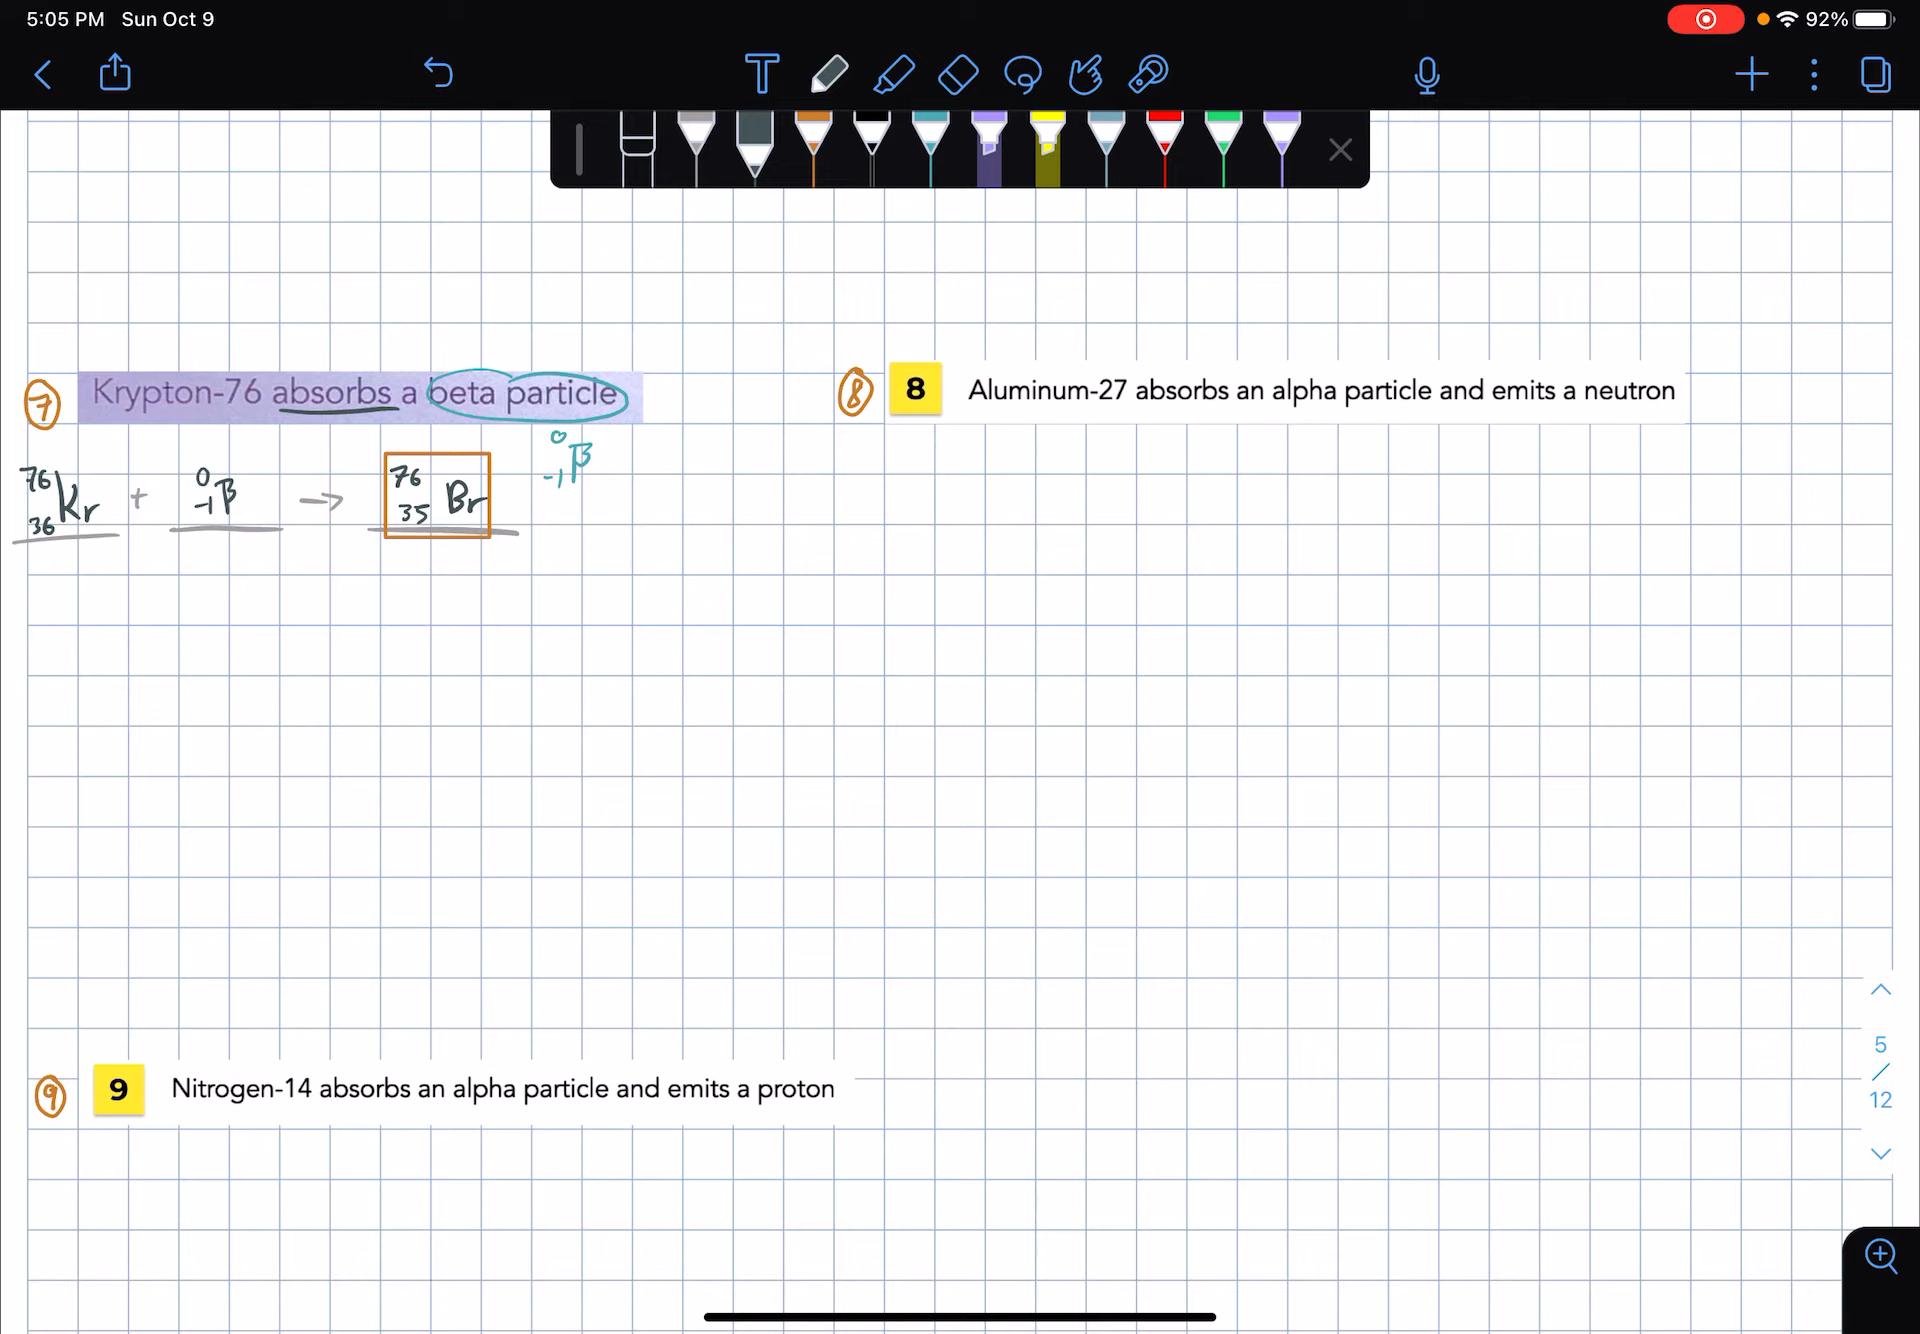 5:05 PM Sun Oct 9
92%
T
7 Krypton-76 absorbs a beta particle
0 -1 β
76 36 Kr + 0 -1 β → 76 35 Br
8 8 Aluminum-27 absorbs an alpha particle and emits a neutron
9 9 Nitrogen-14 absorbs an alpha particle and emits a proton
5
/
12